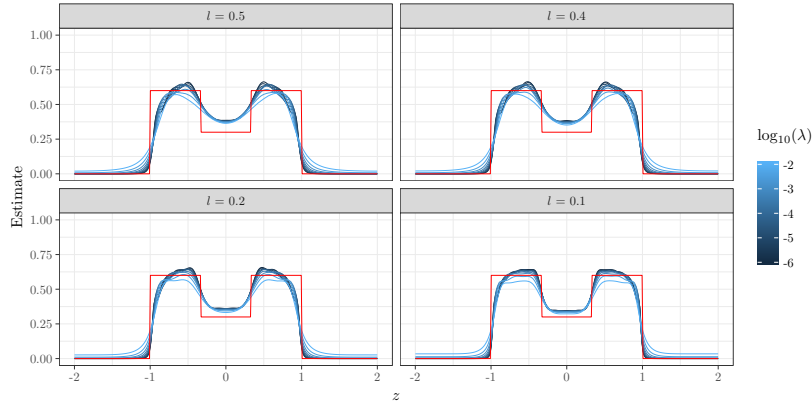 l = 0.5
l = 0.4
1.00
0.75
0.50
0.25
0.00
l = 0.2
l = 0.1
1.00
0.75
0.50
0.25
0.00
-2 -1 0 1 2
-2 -1 0 1 2
z
Estimate
log₁₀(λ)
-2
-3
-4
-5
-6